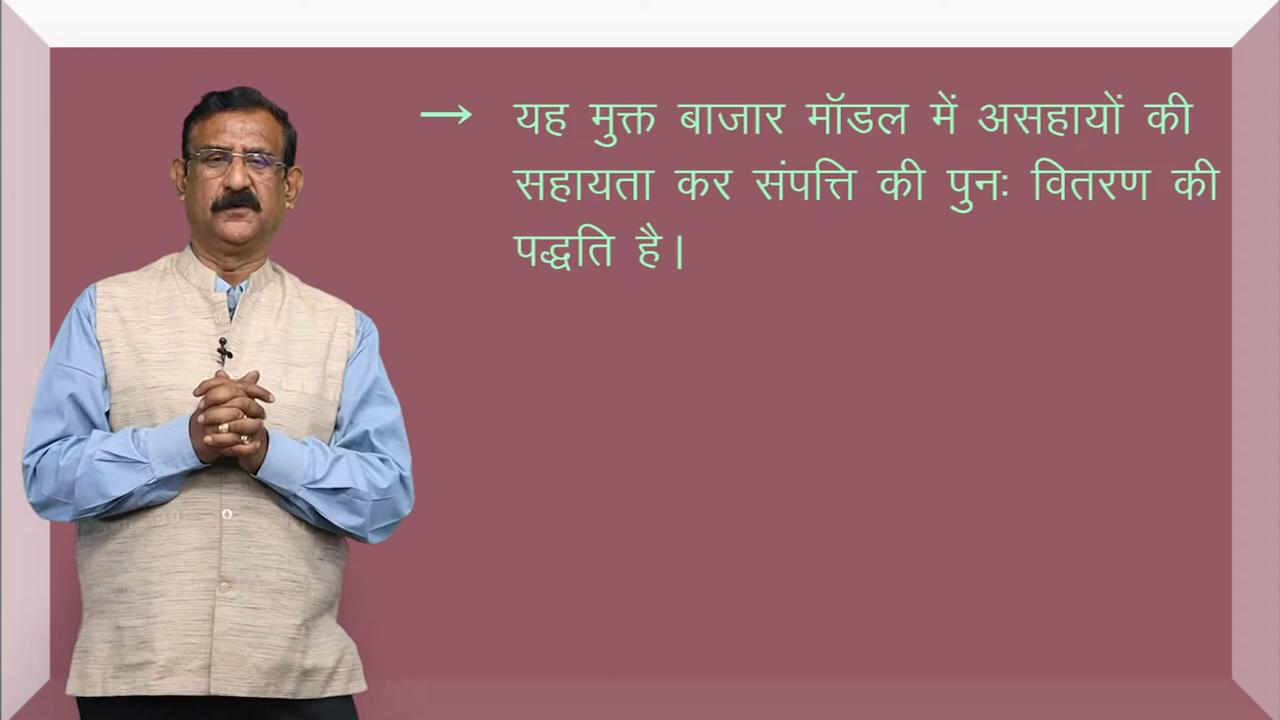 → यह मुक्त बाजार मॉडल में असहायों की
सहायता कर संपत्ति की पुनः वितरण की
पद्धति है।